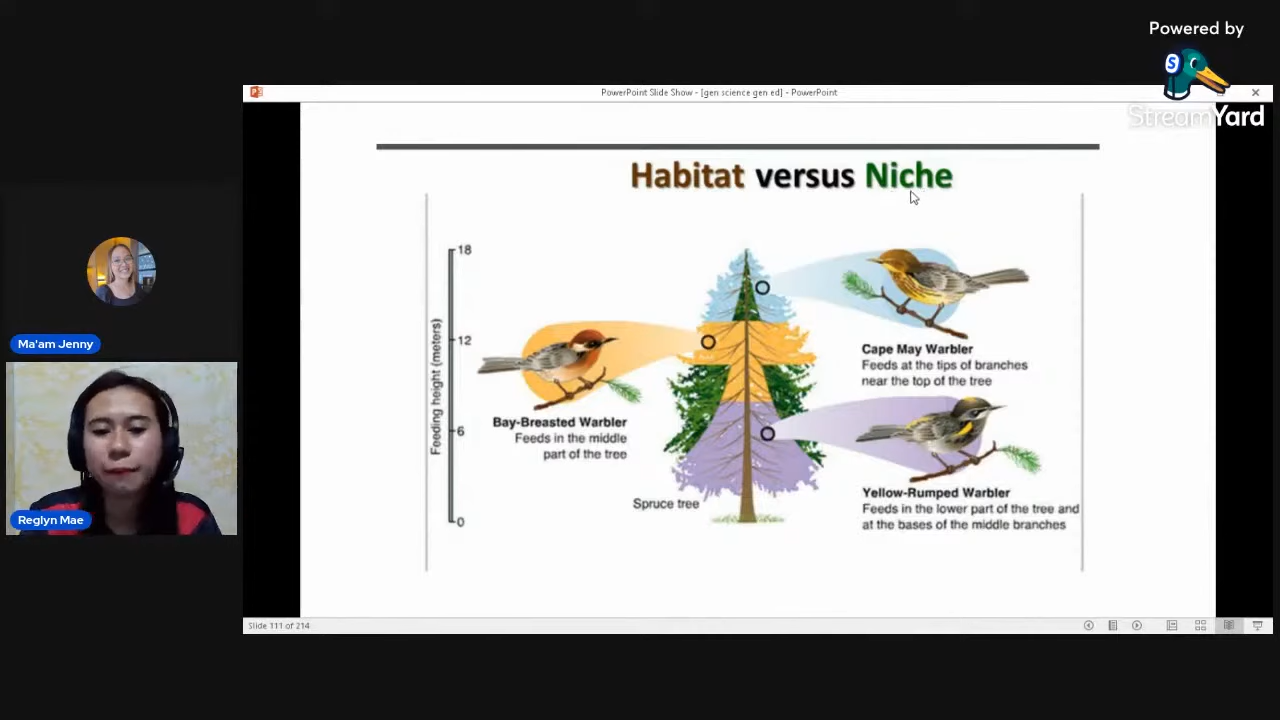 Powered by
S
StreamYard
PowerPoint Slide Show - [gen science gen ed] - PowerPoint
Habitat versus Niche
18
12
6
0
Feeding height (meters)
Cape May Warbler
Feeds at the tips of branches
near the top of the tree
Bay-Breasted Warbler
Feeds in the middle
part of the tree
Yellow-Rumped Warbler
Feeds in the lower part of the tree and
at the bases of the middle branches
Spruce tree
Ma'am Jenny
Reglyn Mae
Slide 111 of 214